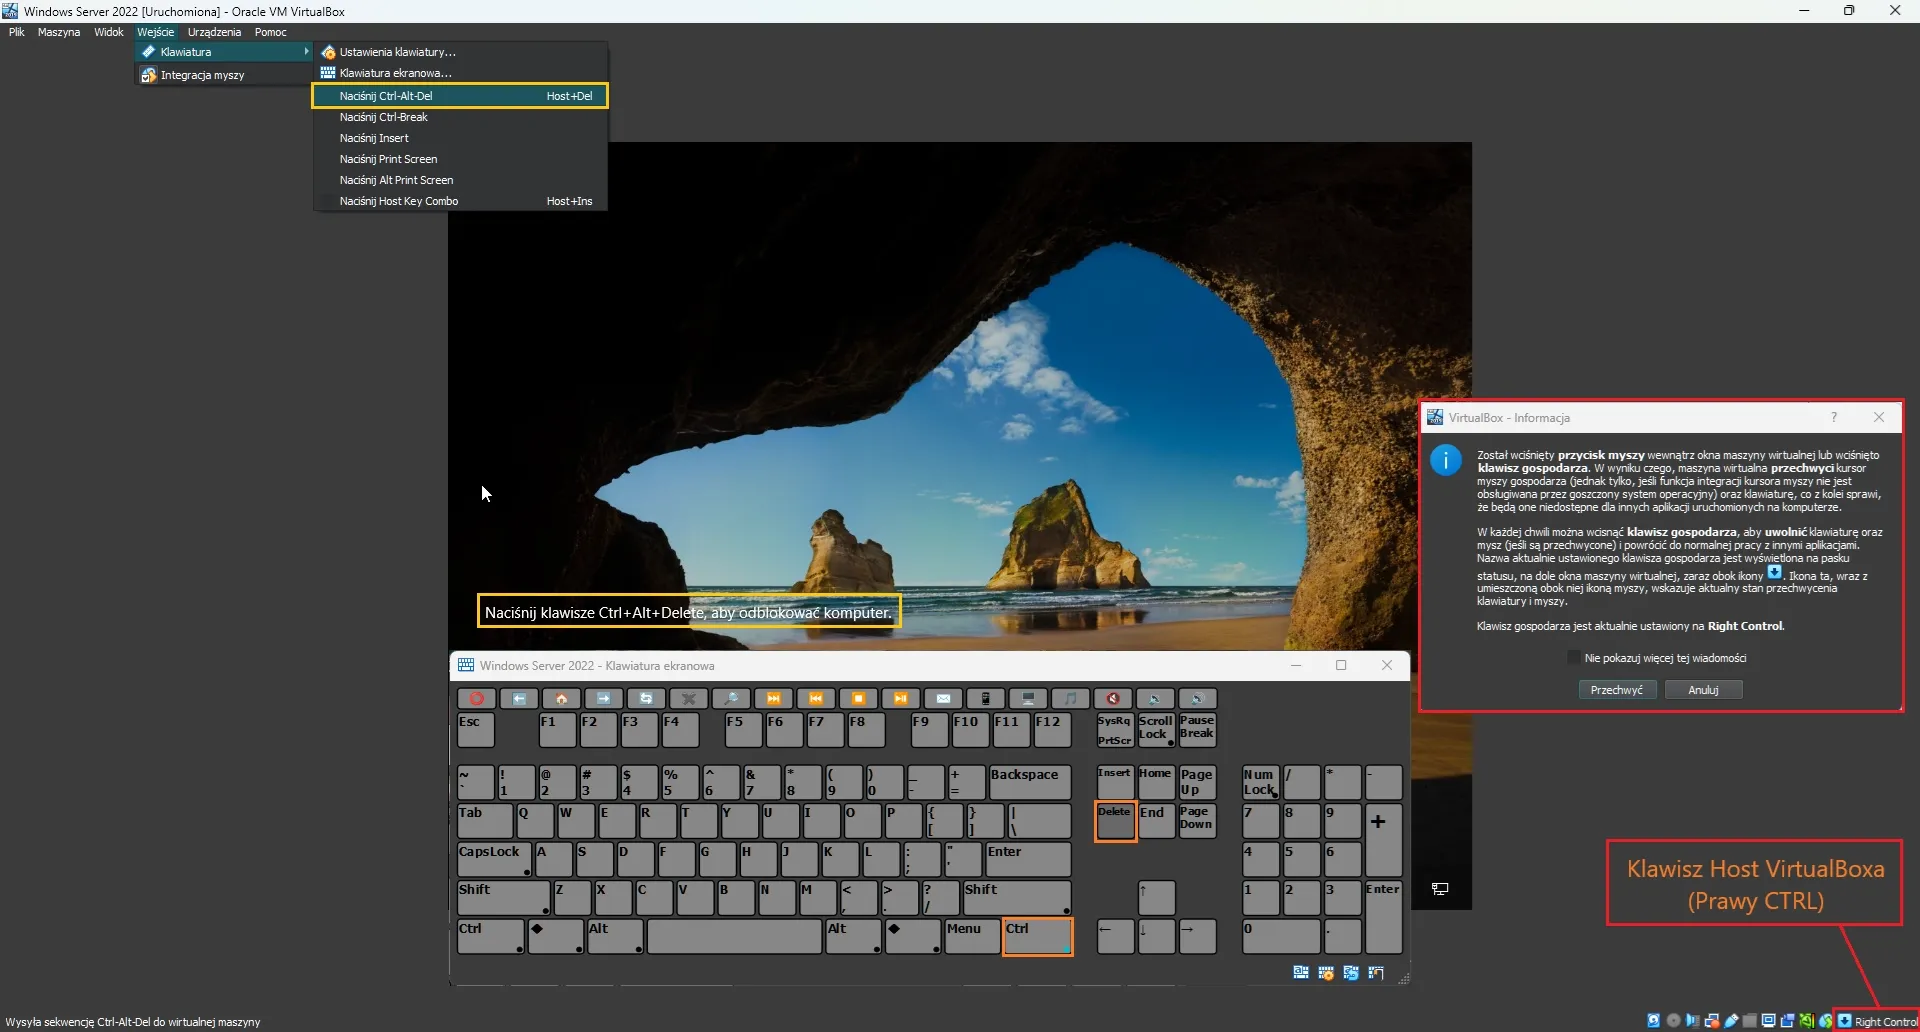 Windows Server 2022 [Uruchomiona] - Oracle VM VirtualBox
Plik Maszyna Widok Wejście Urządzenia Pomoc
Klawiatura
Integracja myszy
Ustawienia klawiatury...
Klawiatura ekranowa...
Naciśnij Ctrl-Alt-Del Host+Del
Naciśnij Ctrl-Break
Naciśnij Insert
Naciśnij Print Screen
Naciśnij Alt Print Screen
Naciśnij Host Key Combo Host+Ins
VirtualBox - Informacja
Został wciśnięty przycisk myszy wewnątrz okna maszyny wirtualnej lub wciśnięto
klawisz gospodarza. W wyniku czego, maszyna wirtualna przechwyci kursor
myszy gospodarza (jednak tylko, jeśli funkcja integracji kursora myszy nie jest
obsługiwana przez goszczony system operacyjny) oraz klawiaturę, co z kolei sprawi,
że będą one niedostępne dla innych aplikacji uruchomionych na komputerze.
W każdej chwili można wcisnąć klawisz gospodarza, aby uwolnić klawiaturę oraz
mysz (jeśli są przechwycone) i powrócić do normalnej pracy z innymi aplikacjami.
Nazwa aktualnie ustawionego klawisza gospodarza jest wyświetlona na pasku
statusu, na dole okna maszyny wirtualnej, zaraz obok ikony . Ikona ta, wraz z
umieszczoną obok niej ikoną myszy, wskazuje aktualny stan przechwycenia
klawiatury i myszy.
Klawisz gospodarza jest aktualnie ustawiony na Right Control.
Nie pokazuj więcej tej wiadomości
Przechwyć Anuluj
Naciśnij klawisze Ctrl+Alt+Delete, aby odblokować komputer.
Windows Server 2022 - Klawiatura ekranowa
Esc F1 F2 F3 F4 F5 F6 F7 F8 F9 F10 F11 F12 SysRq Scroll Pause
PrtScr Lock Break
~ ! @ # $ % ^ & * ( ) _ + Backspace Insert Home Page Num / * -
` 1 2 3 4 5 6 7 8 9 0 - = Up Lock
Tab Q W E R T Y U I O P { } | Delete End Page 7 8 9 +
[ ] \ Down
CapsLock A S D F G H J K L : " Enter 4 5 6
; '
Shift Z X C V B N M < > ? Shift ↑ 1 2 3 Enter
, . /
Ctrl ◆ Alt Alt ◆ Menu Ctrl ← ↓ → 0 .
Klawisz Host VirtualBoxa
(Prawy CTRL)
Wysyła sekwencję Ctrl-Alt-Del do wirtualnej maszyny
Right Control